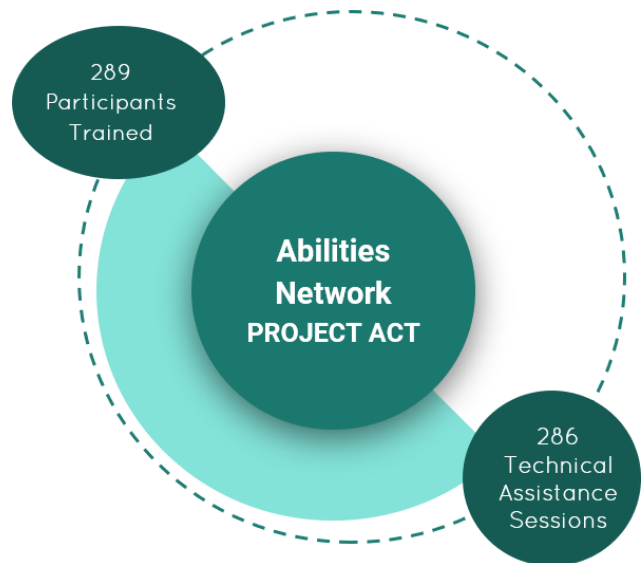 289
Participants
Trained
Abilities
Network
PROJECT ACT
286
Technical
Assistance
Sessions